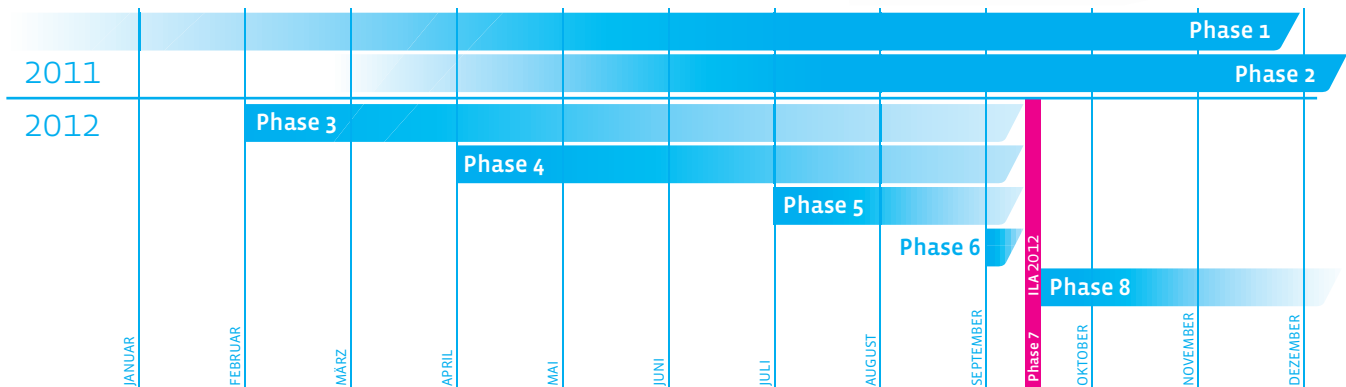 Phase 1
2011
Phase 2
2012
Phase 3
Phase 4
Phase 5
Phase 6
ILA 2012
Phase 8
Phase 7
JANUAR
FEBRUAR
MÄRZ
APRIL
MAI
JUNI
JULI
AUGUST
SEPTEMBER
OKTOBER
NOVEMBER
DEZEMBER